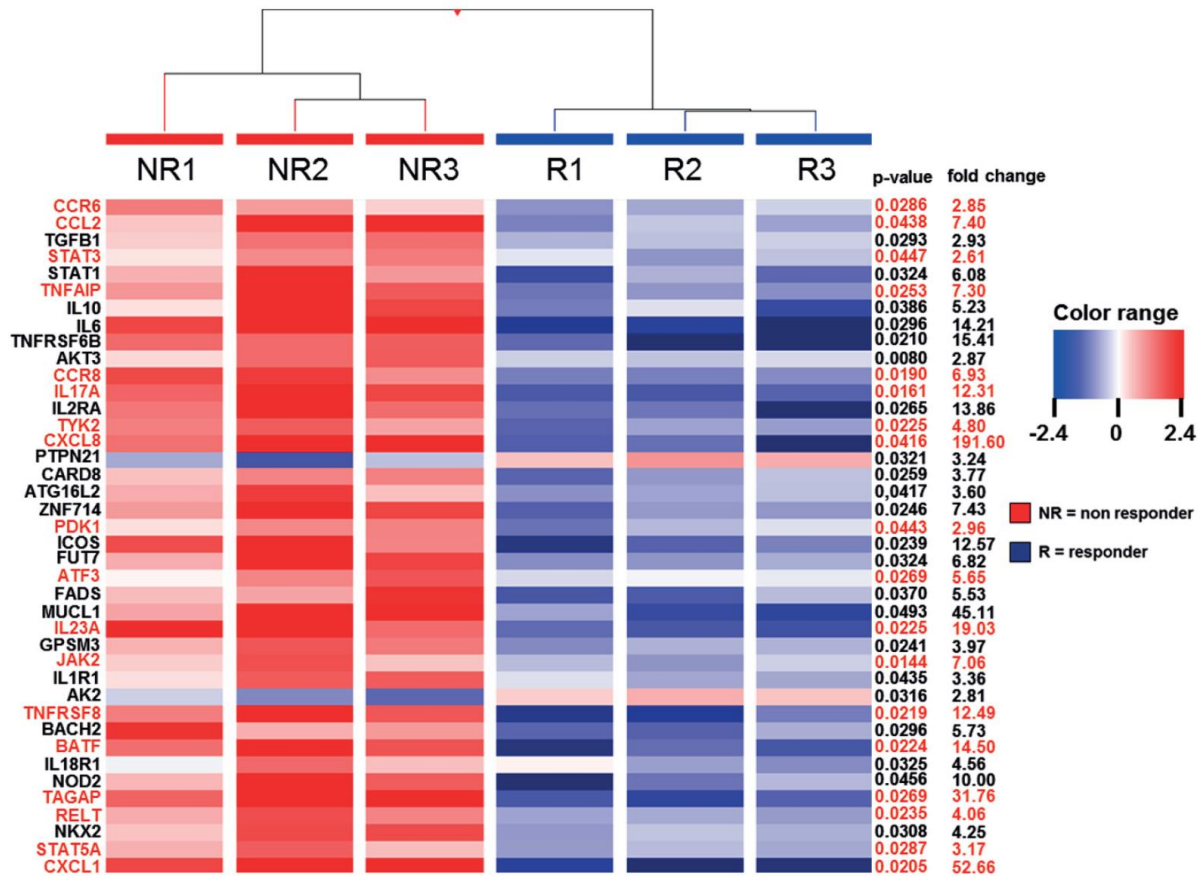 NR1 NR2 NR3 R1 R2 R3 p-value fold change
CCR6 0.0286 2.85
CCL2 0.0438 7.40
TGFB1 0.0293 2.93
STAT3 0.0447 2.61
STAT1 0.0324 6.08
TNFAIP 0.0253 7.30
IL10 0.0386 5.23
IL6 0.0296 14.21
TNFRSF6B 0.0210 15.41
AKT3 0.0080 2.87
CCR8 0.0190 6.93
IL17A 0.0161 12.31
IL2RA 0.0265 13.86
TYK2 0.0225 4.80
CXCL8 0.0416 191.60
PTPN21 0.0321 3.24
CARD8 0.0259 3.77
ATG16L2 0,0417 3.60
ZNF714 0.0246 7.43
PDK1 0.0443 2.96
ICOS 0.0239 12.57
FUT7 0.0324 6.82
ATF3 0.0269 5.65
FADS 0.0370 5.53
MUCL1 0.0493 45.11
IL23A 0.0225 19.03
GPSM3 0.0241 3.97
JAK2 0.0144 7.06
IL1R1 0.0435 3.36
AK2 0.0316 2.81
TNFRSF8 0.0219 12.49
BACH2 0.0296 5.73
BATF 0.0224 14.50
IL18R1 0.0325 4.56
NOD2 0.0456 10.00
TAGAP 0.0269 31.76
RELT 0.0235 4.06
NKX2 0.0308 4.25
STAT5A 0.0287 3.17
CXCL1 0.0205 52.66
Color range
-2.4 0 2.4
NR = non responder
R = responder